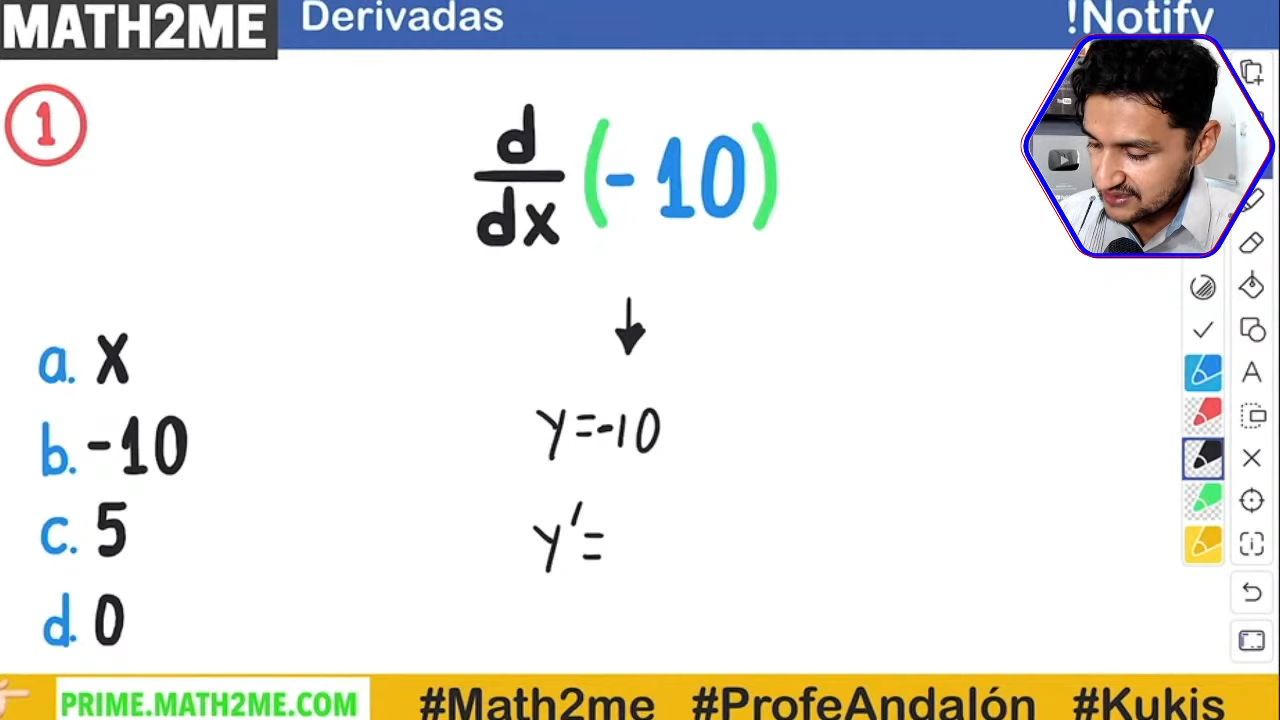 MATH2ME
Derivadas
!Notify
1
d
dx
(-10)
a. x
b. -10
c. 5
d. 0
y=-10
y'=
PRIME.MATH2ME.COM
#Math2me #ProfeAndalón #Kukis